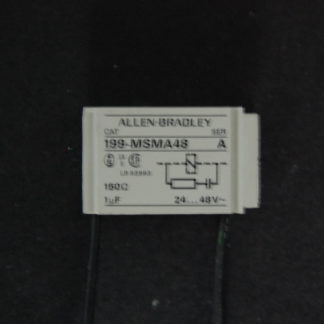 ALLEN-BRADLEY
CAT SER
199-MSMA48 A
150Ω
1µF 24...48V~